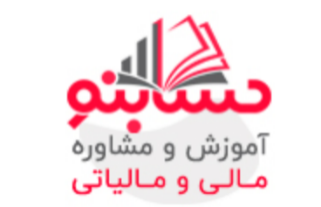 حسابنو
آموزش و مشاوره
مالی و مالیاتی